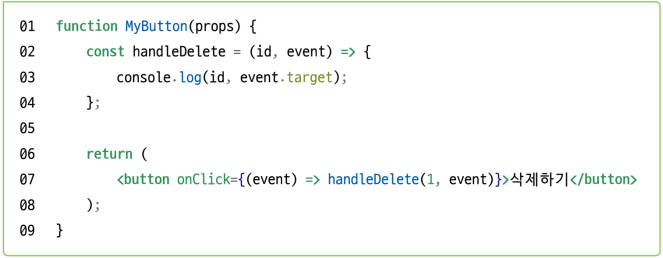 01 function MyButton(props) {
02     const handleDelete = (id, event) => {
03         console.log(id, event.target);
04     };
05
06     return (
07         <button onClick={(event) => handleDelete(1, event)}>삭제하기</button>
08     );
09 }